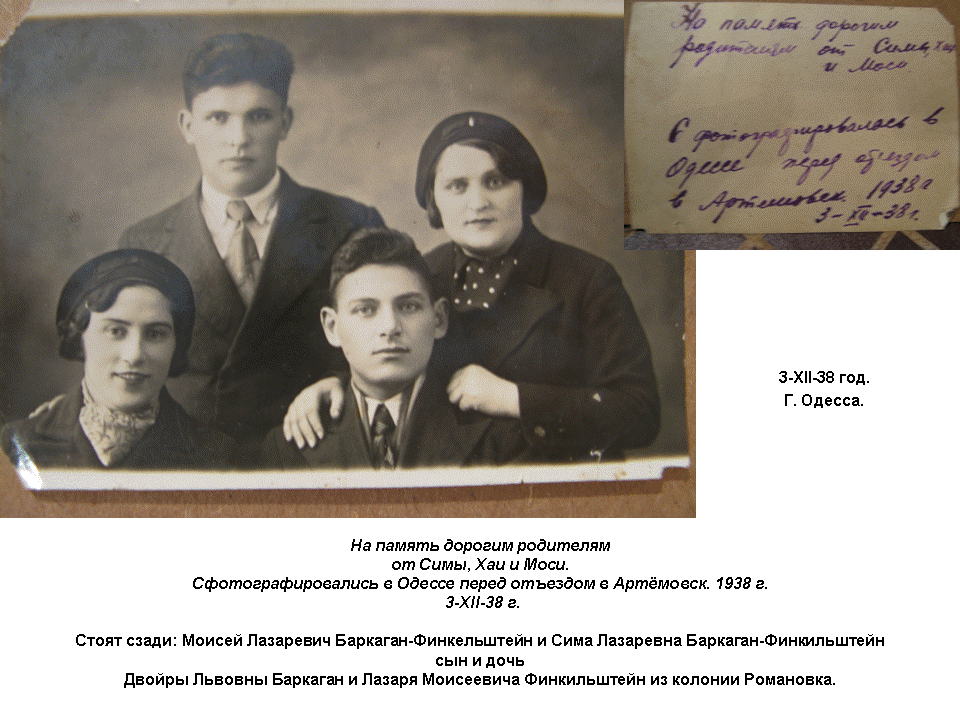 На память дорогим
родителям от Симы, Хаи
и Моси.
Сфотографировалось в
Одессе перед отъездом
в Артемовск. 1938 г
3-XII-38 г.
3-XII-38 год.
Г. Одесса.
На память дорогим родителям
от Симы, Хаи и Моси.
Сфотографировались в Одессе перед отъездом в Артёмовск. 1938 г.
3-XII-38 г.
Стоят сзади: Моисей Лазаревич Баркаган-Финкельштейн и Сима Лазаревна Баркаган-Финкильштейн
сын и дочь
Двойры Львовны Баркаган и Лазаря Моисеевича Финкильштейн из колонии Романовка.